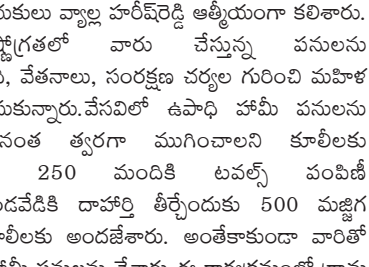 యకులు వ్యాల్ల హరీష్‌రెడ్డి ఆత్మీయంగా కలిశారు.
ష్ణోగ్రతలో వారు చేస్తున్న పనులను
, వేతనాలు, సంరక్షణ చర్యల గురించి మహిళ
సుకున్నారు.వేసవిలో ఉపాధి హామీ పనులను
నంత త్వరగా ముగించాలని కూలీలకు
250 మందికి టవల్స్ పంపిణీ
డవేడికి దాహార్తి తీర్చేందుకు 500 మజ్జిగ
లీలకు అందజేశారు. అంతేకాకుండా వారితో